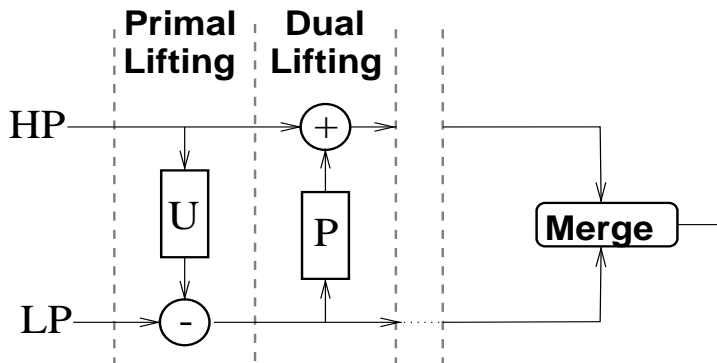 Primal
Lifting
Dual
Lifting
HP
+
U
P
Merge
LP
-